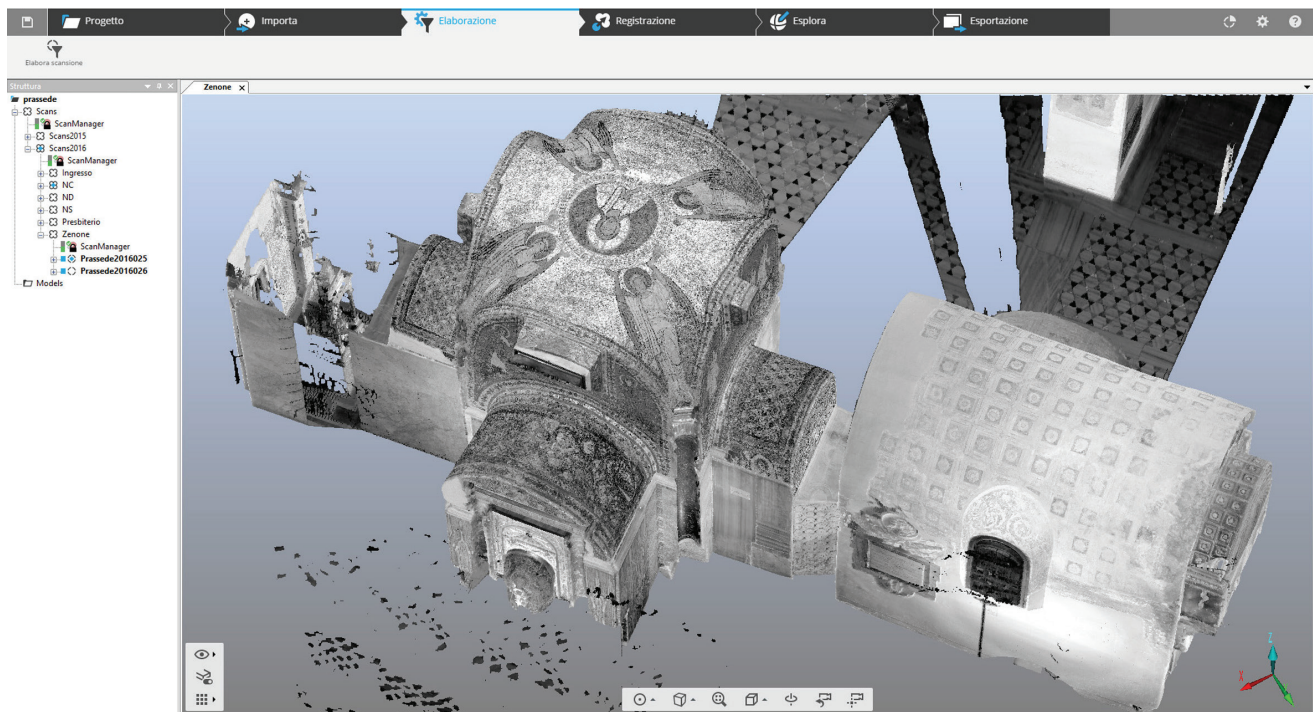 Progetto
Importa
Elaborazione
Registrazione
Esplora
Esportazione
Elabora scansione
Struttura
Zenone
prassede
Scans
ScanManager
Scans2015
Scans2016
ScanManager
Ingresso
NC
ND
NS
Presbiterio
Zenone
ScanManager
Prassede2016025
Prassede2016026
Models
Z
X